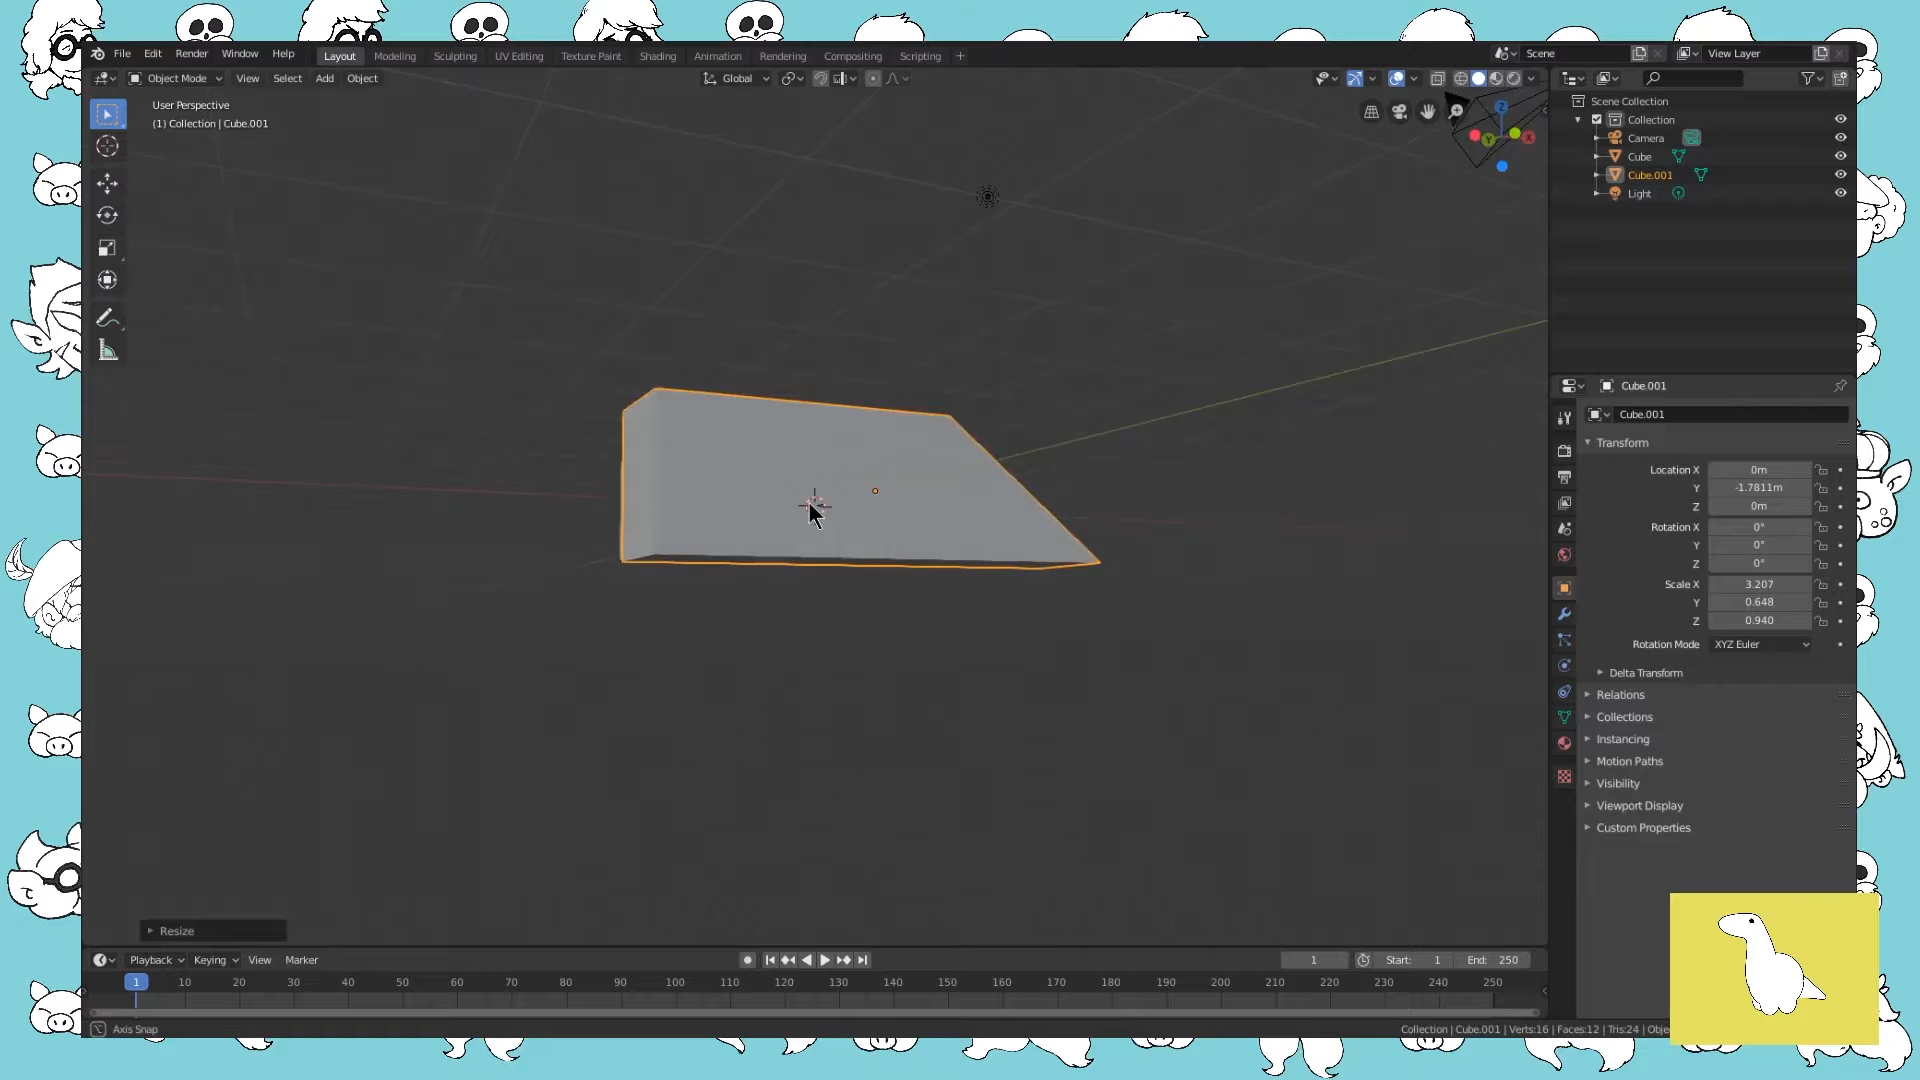 File Edit Render Window Help Layout Modeling Sculpting UV Editing Texture Paint Shading Animation Rendering Compositing Scripting + Scene View Layer
Object Mode View Select Add Object Global
User Perspective
(1) Collection | Cube.001
Z
Y X
Scene Collection
Collection
Camera
Cube
Cube.001
Light
Cube.001
Cube.001
Transform
Location X 0m
Y -1.7811m
Z 0m
Rotation X 0°
Y 0°
Z 0°
Scale X 3.207
Y 0.648
Z 0.940
Rotation Mode XYZ Euler
Delta Transform
Relations
Collections
Instancing
Motion Paths
Visibility
Viewport Display
Custom Properties
Resize
Playback Keying View Marker 1 Start: 1 End: 250
1 10 20 30 40 50 60 70 80 90 100 110 120 130 140 150 160 170 180 190 200 210 220 230 240 250
Axis Snap Collection | Cube.001 | Verts:16 | Faces:12 | Tris:24 |